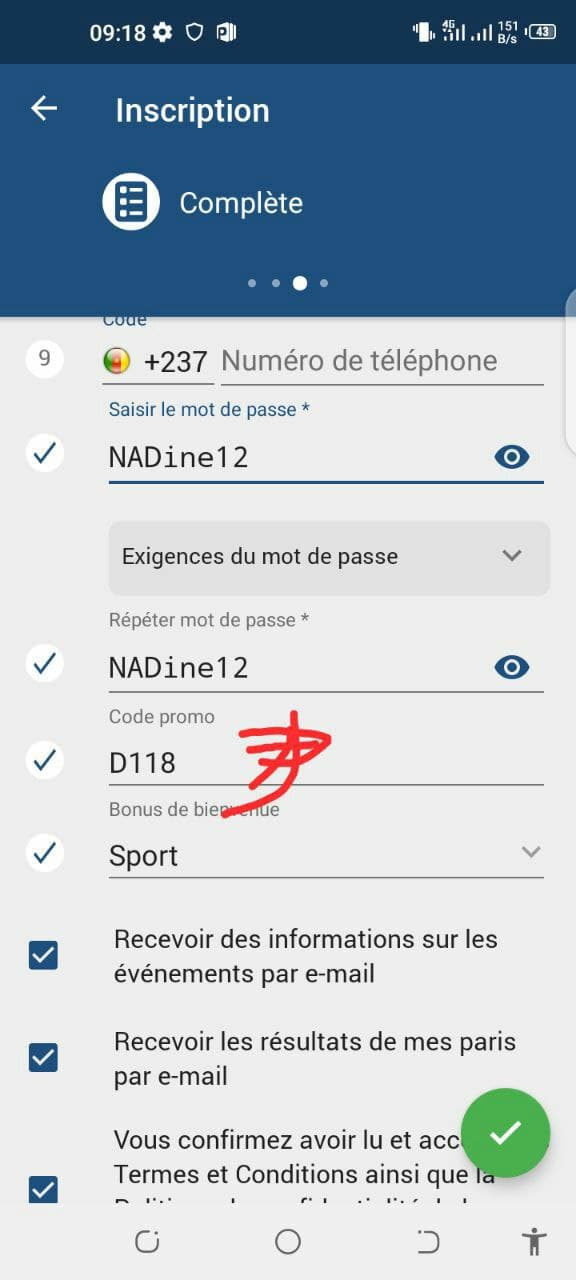 09:18 4G 151 B/s 43
Inscription
Complète
Code
9 +237 Numéro de téléphone
Saisir le mot de passe *
NADine12
Exigences du mot de passe
Répéter mot de passe *
NADine12
Code promo
D118
Bonus de bienvenue
Sport
Recevoir des informations sur les
événements par e-mail
Recevoir les résultats de mes paris
par e-mail
Vous confirmez avoir lu et acc
Termes et Conditions ainsi que la